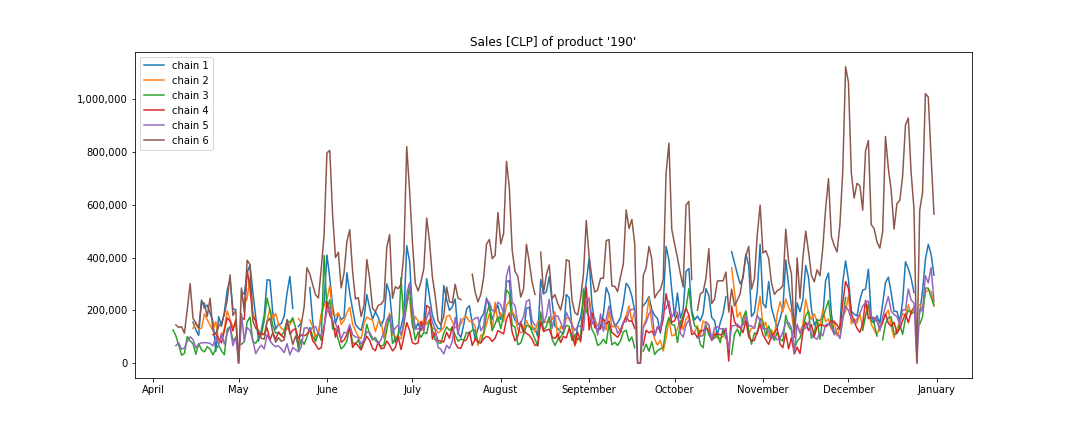 Sales [CLP] of product '190'
chain 1
chain 2
chain 3
chain 4
chain 5
chain 6
1,000,000
800,000
600,000
400,000
200,000
0
April May June July August September October November December January